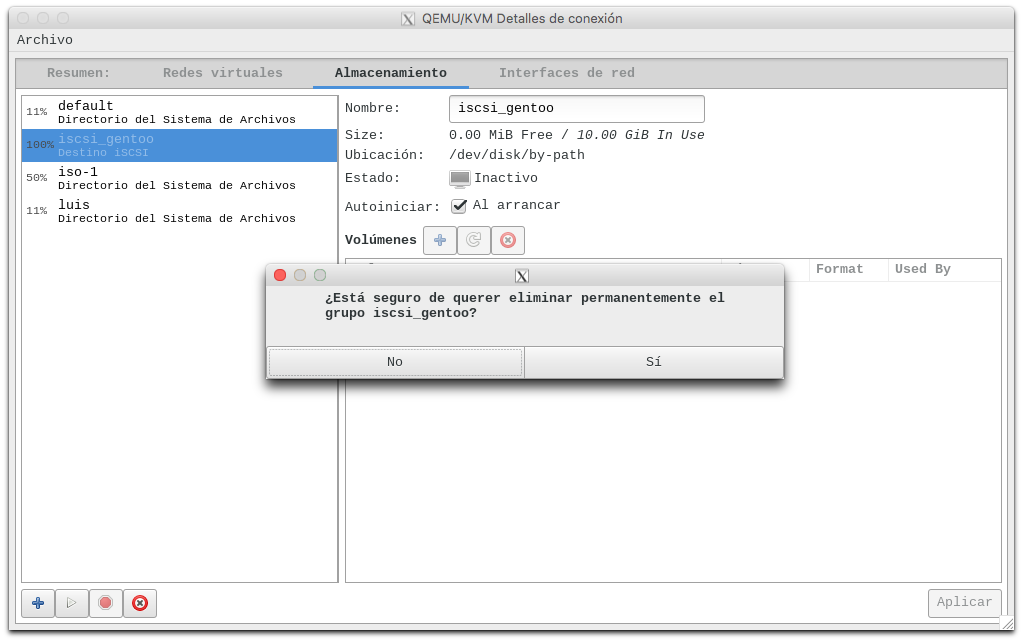 QEMU/KVM Detalles de conexión
Archivo
Resumen:
Redes virtuales
Almacenamiento
Interfaces de red
11%
default
Directorio del Sistema de Archivos
100%
iscsi_gentoo
Destino iSCSI
50%
iso-1
Directorio del Sistema de Archivos
11%
luis
Directorio del Sistema de Archivos
Nombre:
iscsi_gentoo
Size:
0.00 MiB Free / 10.00 GiB In Use
Ubicación:
/dev/disk/by-path
Estado:
Inactivo
Autoiniciar:
Al arrancar
Volúmenes
Format
Used By
¿Está seguro de querer eliminar permanentemente el
grupo iscsi_gentoo?
No
Sí
Aplicar